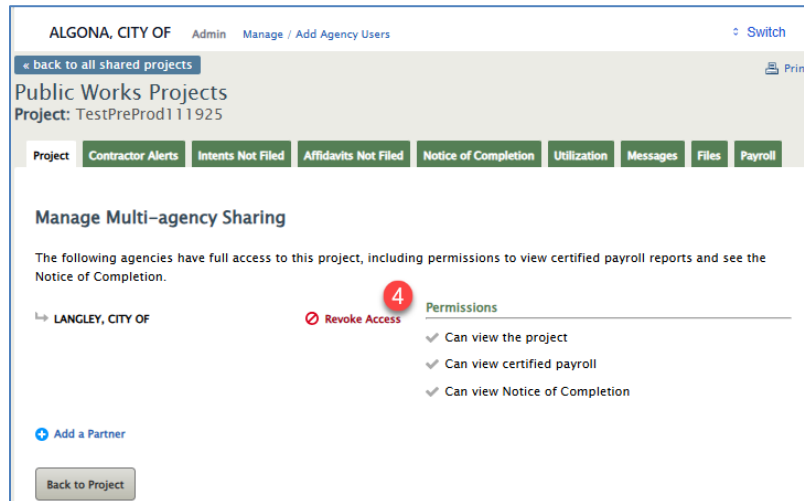 ALGONA, CITY OF Admin Manage / Add Agency Users Switch
« back to all shared projects Prin
Public Works Projects
Project: TestPreProd111925
Project Contractor Alerts Intents Not Filed Affidavits Not Filed Notice of Completion Utilization Messages Files Payroll
Manage Multi-agency Sharing
The following agencies have full access to this project, including permissions to view certified payroll reports and see the
Notice of Completion.
4
LANGLEY, CITY OF Revoke Access Permissions
Can view the project
Can view certified payroll
Can view Notice of Completion
Add a Partner
Back to Project